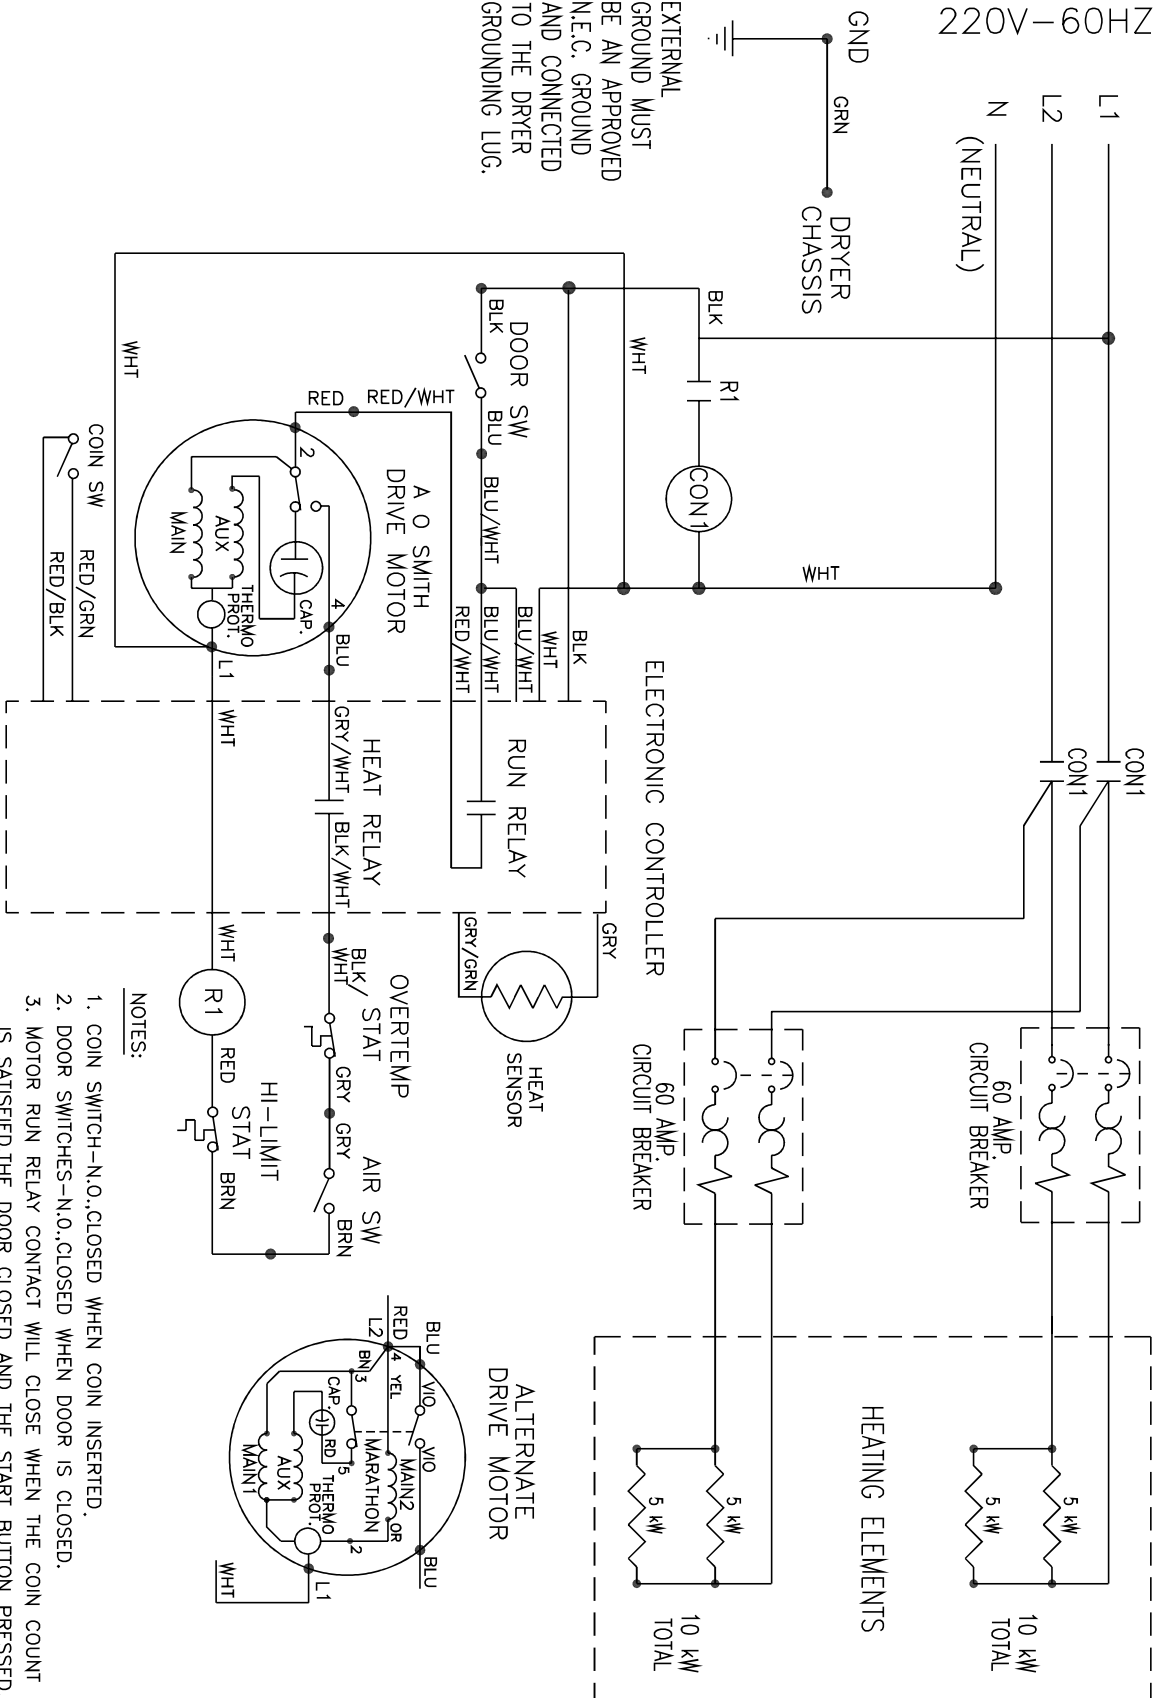 220V-60HZ
L1
L2
N
(NEUTRAL)
GND
GRN
DRYER
CHASSIS
EXTERNAL
GROUND MUST
BE AN APPROVED
N.E.C. GROUND
AND CONNECTED
TO THE DRYER
GROUNDING LUG.
BLK
R1
CON1
WHT
WHT
CON1
CON1
DOOR SW
BLK
BLU
BLU/WHT
BLK
WHT
BLU/WHT
BLU/WHT
RED/WHT
RED
RED/WHT
A O SMITH
DRIVE MOTOR
2
4
CAP.
AUX
MAIN
THERMO
PROT.
L1
BLU
WHT
COIN SW
RED/GRN
RED/BLK
ELECTRONIC CONTROLLER
RUN RELAY
HEAT RELAY
GRY/WHT
BLK/WHT
WHT
GRY
GRY/GRN
HEAT
SENSOR
60 AMP.
CIRCUIT BREAKER
60 AMP.
CIRCUIT BREAKER
OVERTEMP
STAT
BLK/
WHT
GRY
GRY
AIR SW
BRN
WHT
R1
RED
HI-LIMIT
STAT
BRN
HEATING ELEMENTS
5 kW
5 kW
10 kW
TOTAL
5 kW
5 kW
10 kW
TOTAL
ALTERNATE
DRIVE MOTOR
BLU
RED
L2
4
VIO
VIO
YEL
BN
3
CAP.
RD
5
MAIN2
MARATHON
OR
AUX
MAIN1
THERMO
PROT.
2
BLU
L1
WHT
NOTES:
1. COIN SWITCH-N.O.,CLOSED WHEN COIN INSERTED.
2. DOOR SWITCHES-N.O.,CLOSED WHEN DOOR IS CLOSED.
3. MOTOR RUN RELAY CONTACT WILL CLOSE WHEN THE COIN COUNT
IS SATISFIED,THE DOOR CLOSED AND THE START BUTTON PRESSED